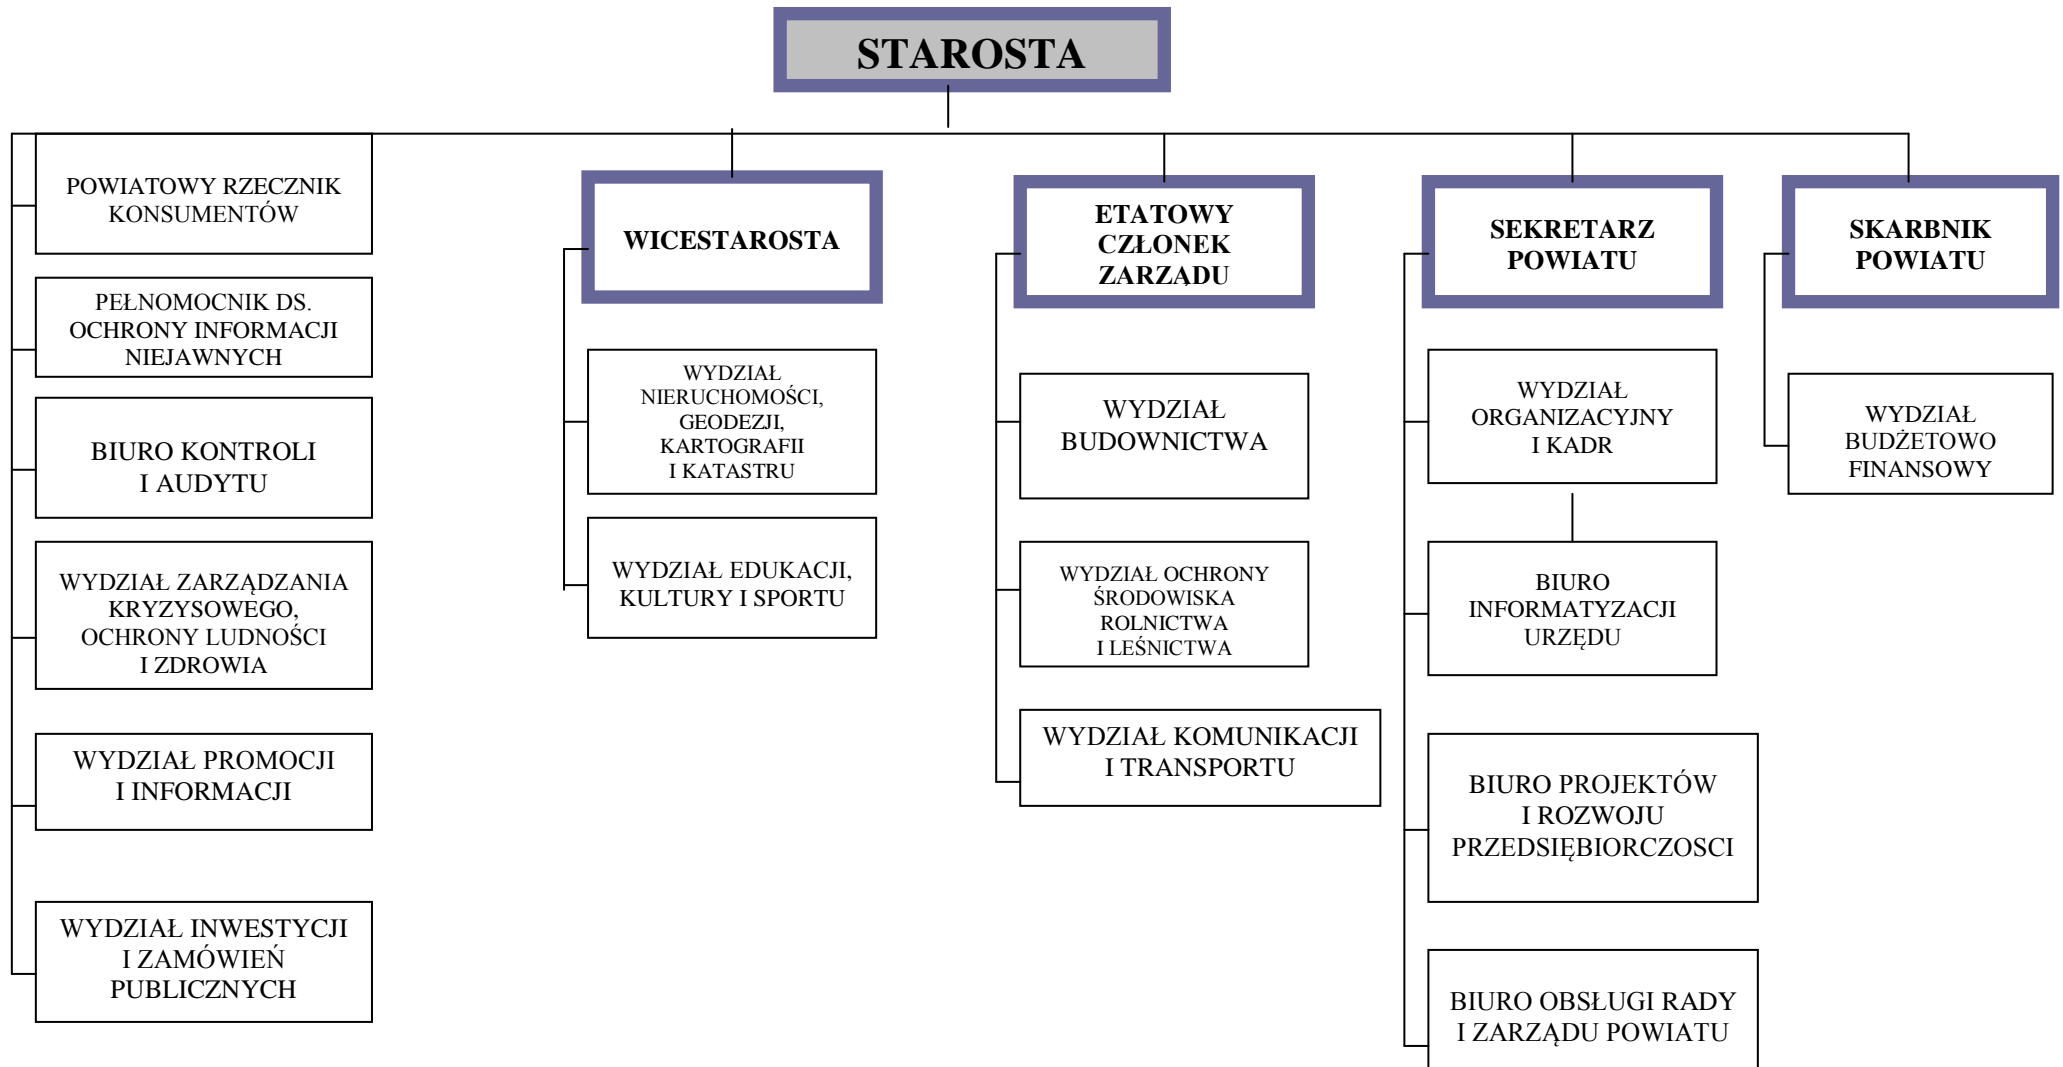 STAROSTA
POWIATOWY RZECZNIK
KONSUMENTÓW
PEŁNOMOCNIK DS.
OCHRONY INFORMACJI
NIEJAWNYCH
BIURO KONTROLI
I AUDYTU
WYDZIAŁ ZARZĄDZANIA
KRYZYSOWEGO,
OCHRONY LUDNOŚCI
I ZDROWIA
WYDZIAŁ PROMOCJI
I INFORMACJI
WYDZIAŁ INWESTYCJI
I ZAMÓWIEŃ
PUBLICZNYCH
WICESTAROSTA
WYDZIAŁ
NIERUCHOMOŚCI,
GEODEZJI,
KARTOGRAFII
I KATASTRU
WYDZIAŁ EDUKACJI,
KULTURY I SPORTU
ETATOWY
CZŁONEK
ZARZĄDU
WYDZIAŁ
BUDOWNICTWA
WYDZIAŁ OCHRONY
ŚRODOWISKA
ROLNICTWA
I LEŚNICTWA
WYDZIAŁ KOMUNIKACJI
I TRANSPORTU
SEKRETARZ
POWIATU
WYDZIAŁ
ORGANIZACYJNY
I KADR
BIURO
INFORMATYZACJI
URZĘDU
BIURO PROJEKTÓW
I ROZWOJU
PRZEDSIĘBIORCZOSCI
BIURO OBSŁUGI RADY
I ZARZĄDU POWIATU
SKARBNIK
POWIATU
WYDZIAŁ
BUDŻETOWO
FINANSOWY